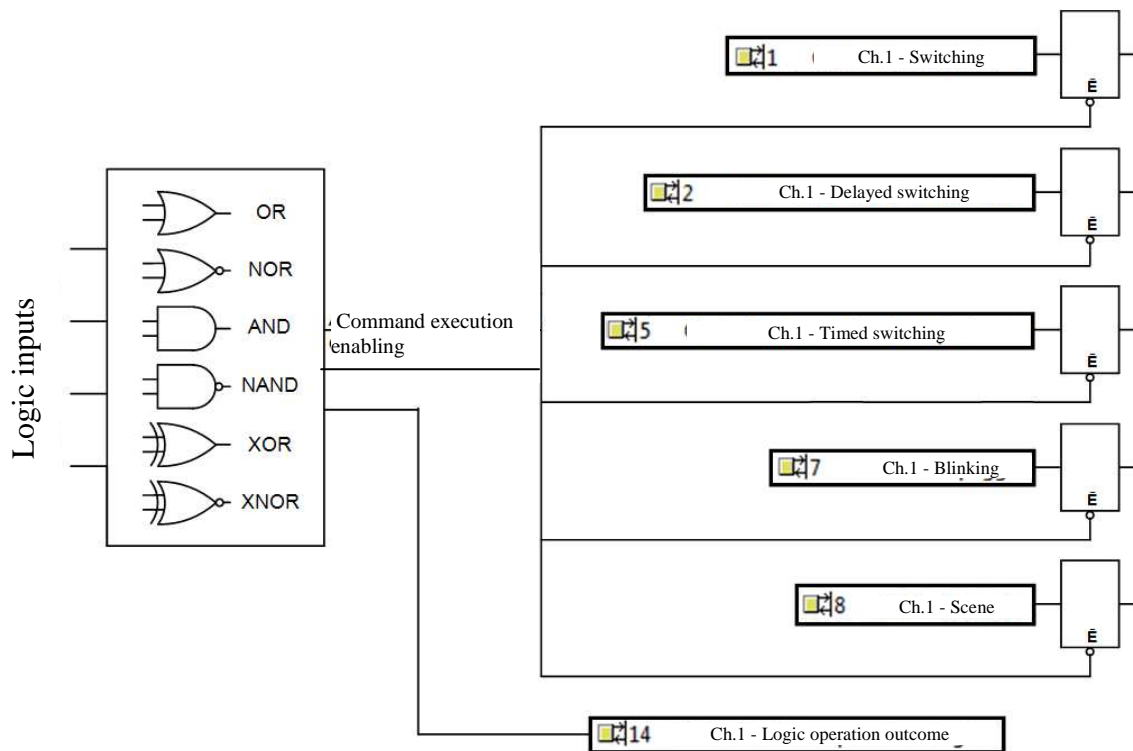 1 Ch.1 - Switching
Ē
2 Ch.1 - Delayed switching
Ē
Logic inputs
OR
NOR
AND
NAND
XOR
XNOR
Command execution
enabling
5 Ch.1 - Timed switching
Ē
7 Ch.1 - Blinking
Ē
8 Ch.1 - Scene
Ē
14 Ch.1 - Logic operation outcome